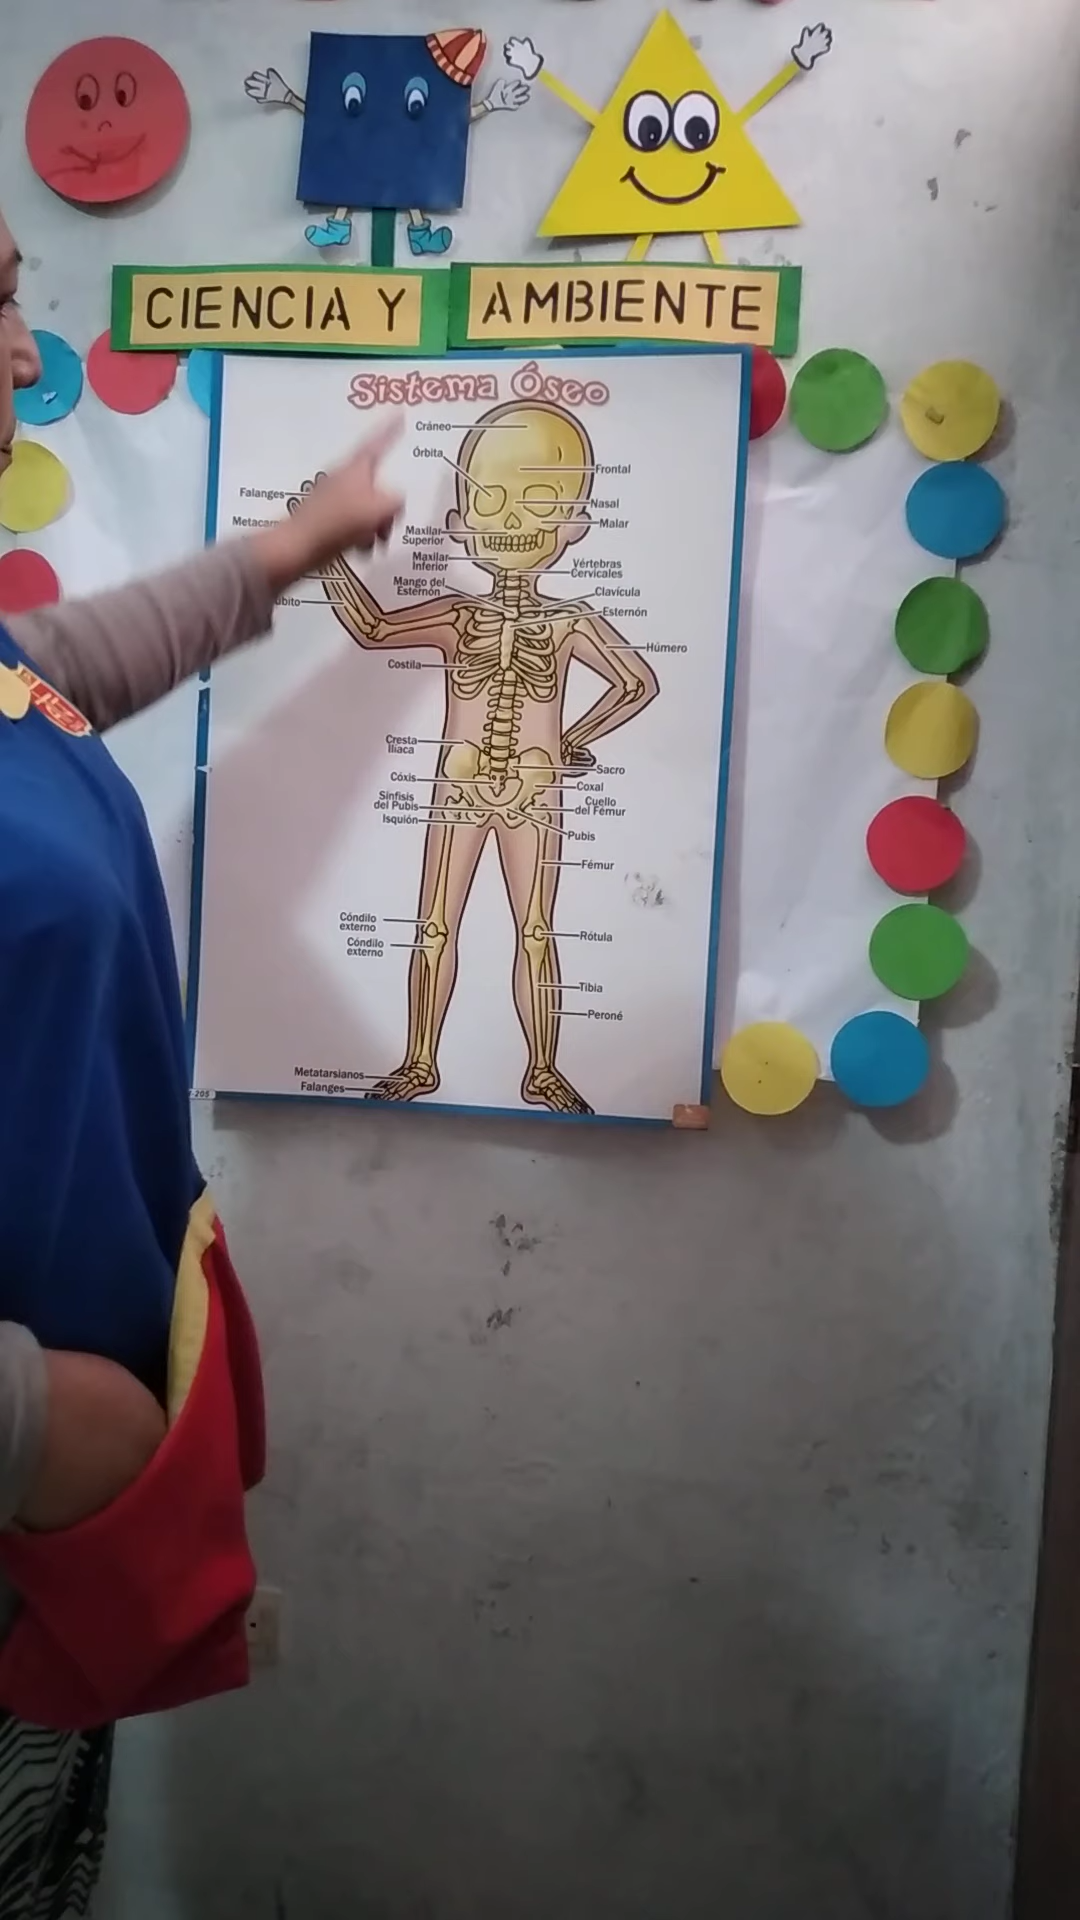 CIENCIA Y AMBIENTE
Sistema Óseo
Cráneo
Órbita
Frontal
Falanges
Nasal
Malar
Maxilar
Superior
Maxilar
Inferior
Vértebras
Cervicales
Mango del
Esternón
Clavícula
Esternón
Húmero
Costila
Cresta
Iliaca
Sacro
Cóxis
Coxal
Sínfisis
del Pubis
Cuello
del Fémur
Isquión
Pubis
Fémur
Cóndilo
externo
Rótula
Cóndilo
externo
Tibia
Peroné
Metatarsianos
Falanges